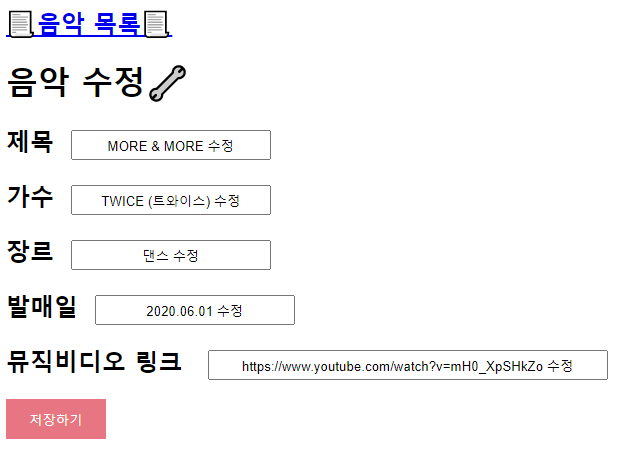 📃음악 목록📃
음악 수정🔧
제목 MORE & MORE 수정
가수 TWICE (트와이스) 수정
장르 댄스 수정
발매일 2020.06.01 수정
뮤직비디오 링크 https://www.youtube.com/watch?v=mH0_XpSHkZo 수정
저장하기